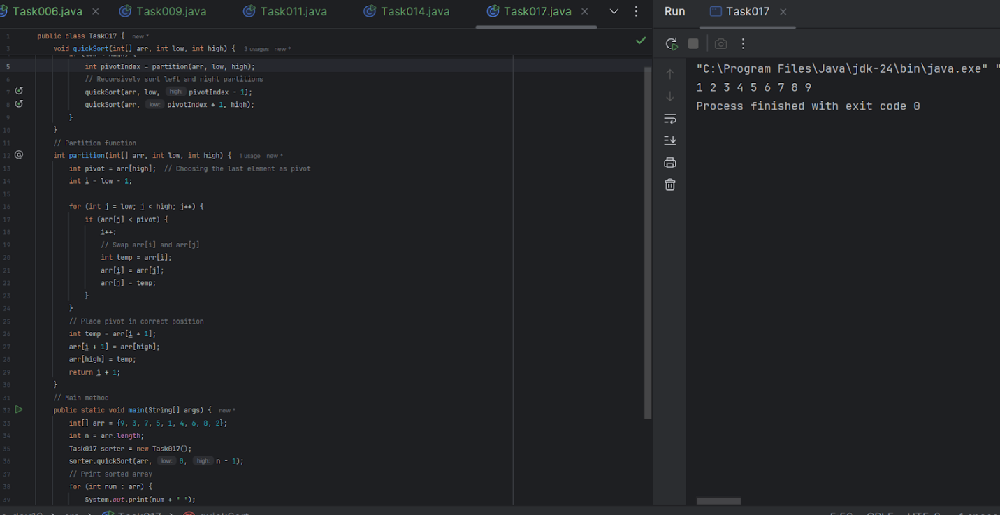 Task006.java Task009.java Task011.java Task014.java Task017.java Run Task017
1 public class Task017 { new *
3 void quickSort(int[] arr, int low, int high) { 3 usages new *
5 int pivotIndex = partition(arr, low, high);
6 // Recursively sort left and right partitions
7 quickSort(arr, low, high: pivotIndex - 1);
8 quickSort(arr, low: pivotIndex + 1, high);
9 }
10 }
11 // Partition function
12 int partition(int[] arr, int low, int high) { 1 usage new *
13 int pivot = arr[high]; // Choosing the last element as pivot
14 int i = low - 1;
15
16 for (int j = low; j < high; j++) {
17 if (arr[j] < pivot) {
18 i++;
19 // Swap arr[i] and arr[j]
20 int temp = arr[i];
21 arr[i] = arr[j];
22 arr[j] = temp;
23 }
24 }
25 // Place pivot in correct position
26 int temp = arr[i + 1];
27 arr[i + 1] = arr[high];
28 arr[high] = temp;
29 return i + 1;
30 }
31 // Main method
32 public static void main(String[] args) { new *
33 int[] arr = {9, 3, 7, 5, 1, 4, 6, 8, 2};
34 int n = arr.length;
35 Task017 sorter = new Task017();
36 sorter.quickSort(arr, low: 0, high: n - 1);
37 // Print sorted array
38 for (int num : arr) {
39 System.out.print(num + " ");
"C:\Program Files\Java\jdk-24\bin\java.exe" "
1 2 3 4 5 6 7 8 9
Process finished with exit code 0